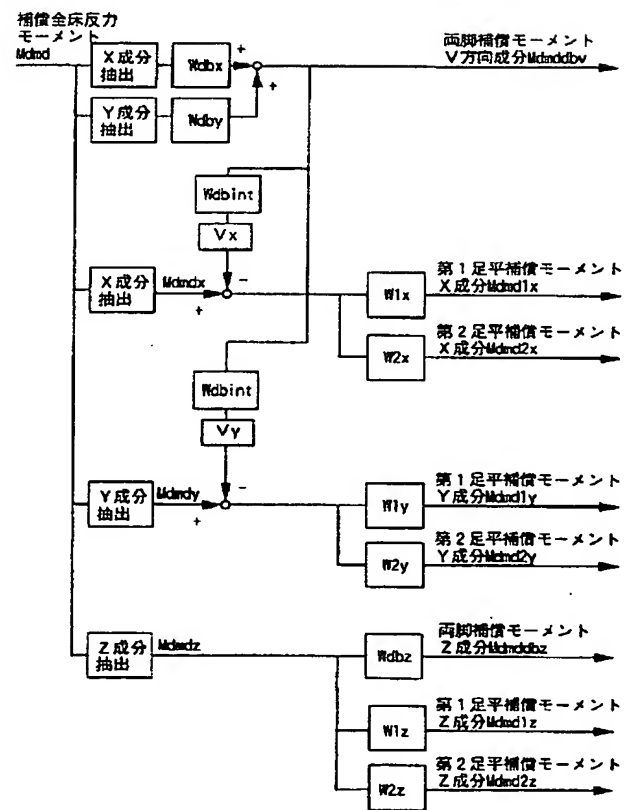 補償全床反力
モーメント
Mdmd
X成分
抽出
Wdbx
+
+
両脚補償モーメント
V方向成分Mdmddbv
Y成分
抽出
Wdby
Wdbint
Vx
-
X成分
抽出
Mdmdx
+
W1x
第1足平補償モーメント
X成分Mdmd1x
W2x
第2足平補償モーメント
X成分Mdmd2x
Wdbint
Vy
-
Y成分
抽出
Mdmdy
+
W1y
第1足平補償モーメント
Y成分Mdmd1y
W2y
第2足平補償モーメント
Y成分Mdmd2y
Z成分
抽出
Mdmdz
Wdbz
両脚補償モーメント
Z成分Mdmddbz
W1z
第1足平補償モーメント
Z成分Mdmd1z
W2z
第2足平補償モーメント
Z成分Mdmd2z